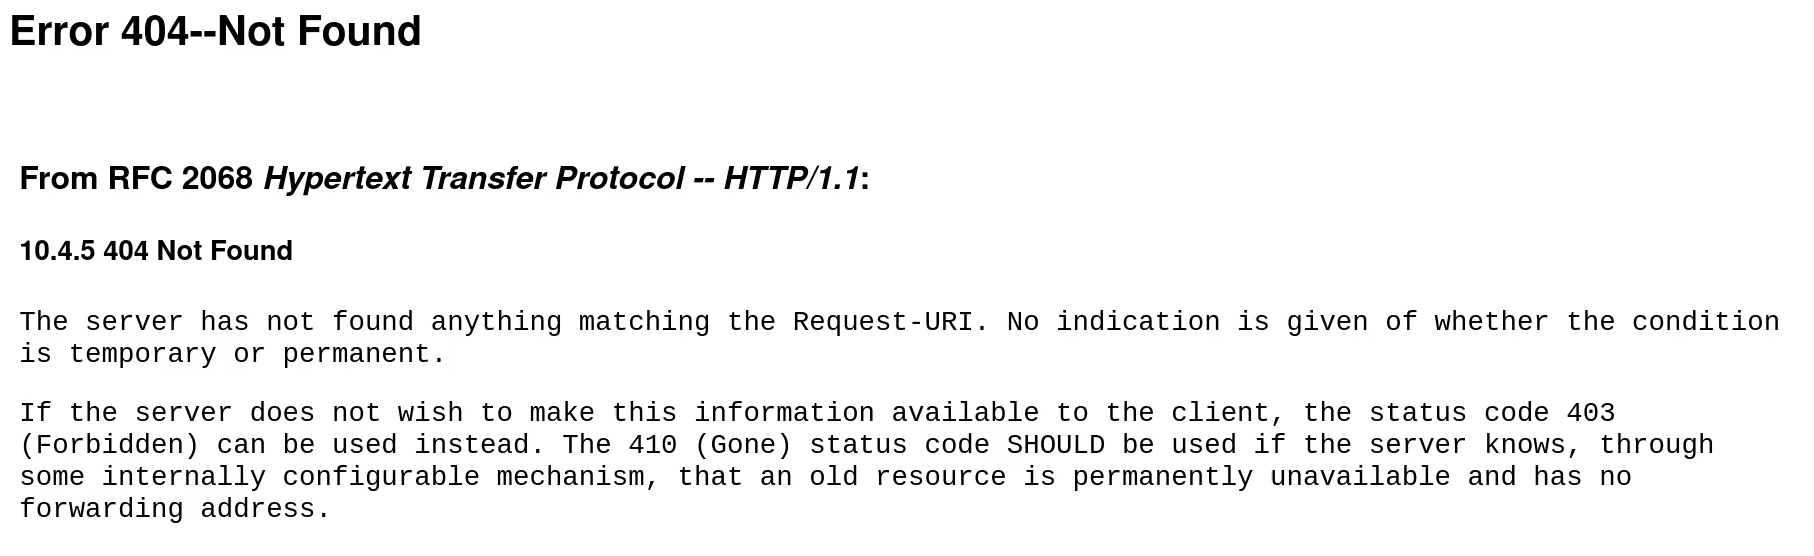 Error 404--Not Found
From RFC 2068 Hypertext Transfer Protocol -- HTTP/1.1:
10.4.5 404 Not Found
The server has not found anything matching the Request-URI. No indication is given of whether the condition
is temporary or permanent.
If the server does not wish to make this information available to the client, the status code 403
(Forbidden) can be used instead. The 410 (Gone) status code SHOULD be used if the server knows, through
some internally configurable mechanism, that an old resource is permanently unavailable and has no
forwarding address.